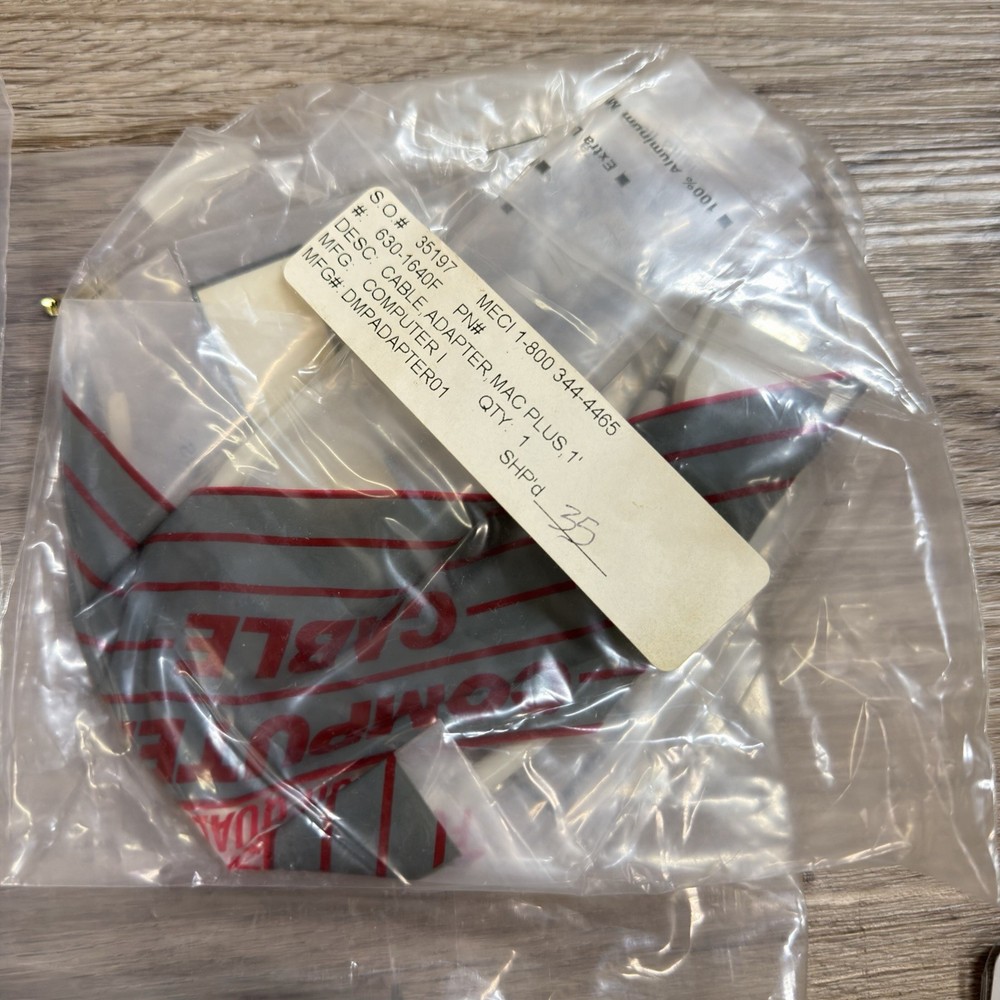 S.O# 35197 MECI 1-800 344-4465
#: 630-1640F PN#
DESC: CABLE, ADAPTER, MAC PLUS, 1'
MFG: COMPUTER I QTY: 1
MFG#: DMPADAPTER01 SHP'd 35
■ 100% Aluminum
■ Extra
CABLE
COMPUTE